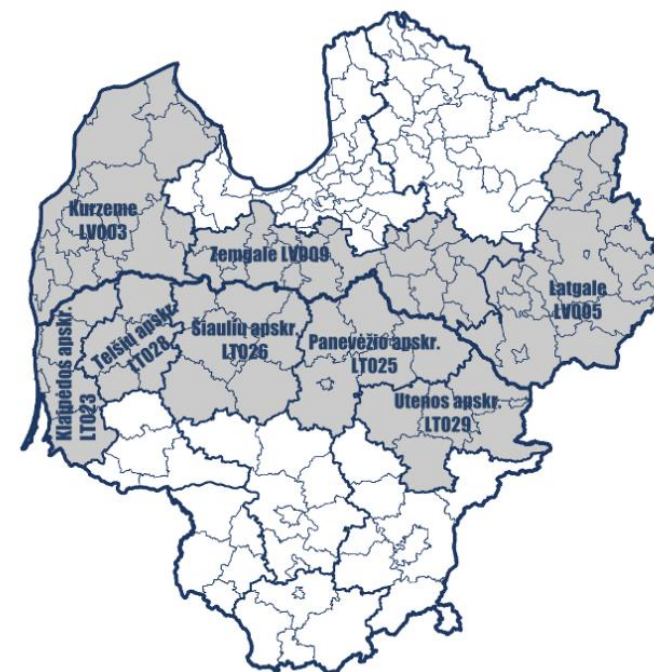 Kurzeme
LV003
Zemgale LV009
Latgale
LV005
Klaipėdos apskr.
LT023
Telšių apskr.
LT028
Šiaulių apskr.
LT026
Panevėžio apskr.
LT025
Utenos apskr.
LT029